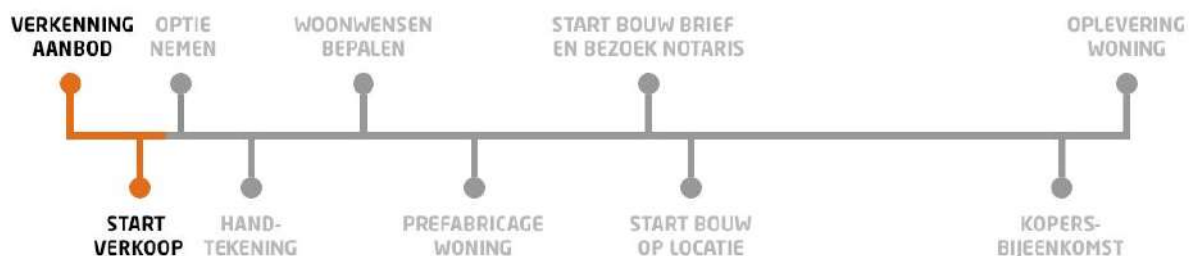 VERKENNING
AANBOD
OPTIE
NEMEN
WOONWENSEN
BEPALEN
START BOUW BRIEF
EN BEZOEK NOTARIS
OPLEVERING
WONING
START
VERKOOP
HAND-
TEKENING
PREFABRICAGE
WONING
START BOUW
OP LOCATIE
KOPERS-
BIJEENKOMST